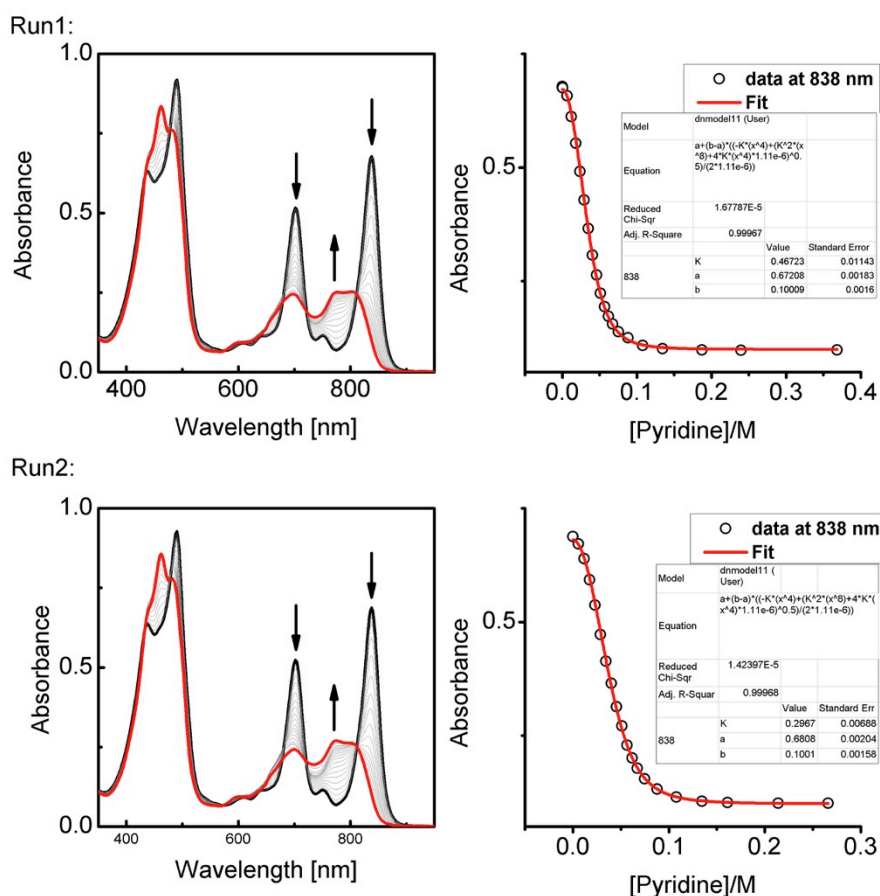 Run1:
1.0
0.5
0.0
Absorbance
400 600 800
Wavelength [nm]
0.5
Absorbance
data at 838 nm
Fit
Model dnmodel11 (User)
Equation a+(b-a)*((-K*(x^4)+(K^2*(x
^8)+4*K*(x^4)*1.11e-6)^0.
5)/(2*1.11e-6))
Reduced
Chi-Sqr 1.67787E-5
Adj. R-Square 0.99967
Value Standard Error
838 K 0.46723 0.01143
a 0.67208 0.00183
b 0.10009 0.0016
0.0 0.1 0.2 0.3 0.4
[Pyridine]/M
Run2:
1.0
0.5
0.0
Absorbance
400 600 800
Wavelength [nm]
0.5
Absorbance
data at 838 nm
Fit
Model dnmodel11 (
User)
Equation a+(b-a)*((-K*(x^4)+(K^2*(x^8)+4*K*(
x^4)*1.11e-6)^0.5)/(2*1.11e-6))
Reduced
Chi-Sqr 1.42397E-5
Adj. R-Squar 0.99968
Value Standard Err
838 K 0.2967 0.00688
a 0.6808 0.00204
b 0.1001 0.00158
0.0 0.1 0.2 0.3
[Pyridine]/M